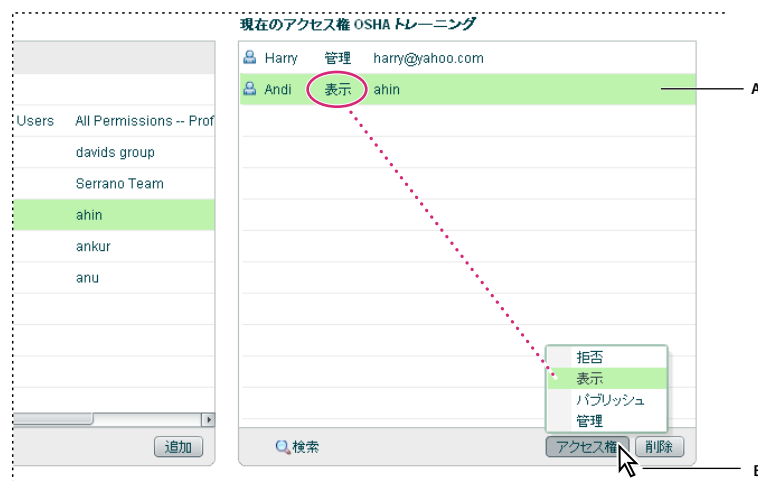 現在のアクセス権 OSHA トレーニング
Harry 管理 harry@yahoo.com
Andi 表示 ahin
A
Users All Permissions -- Prof
davids group
Serrano Team
ahin
ankur
anu
拒否
表示
パブリッシュ
管理
追加
検索
アクセス権
削除